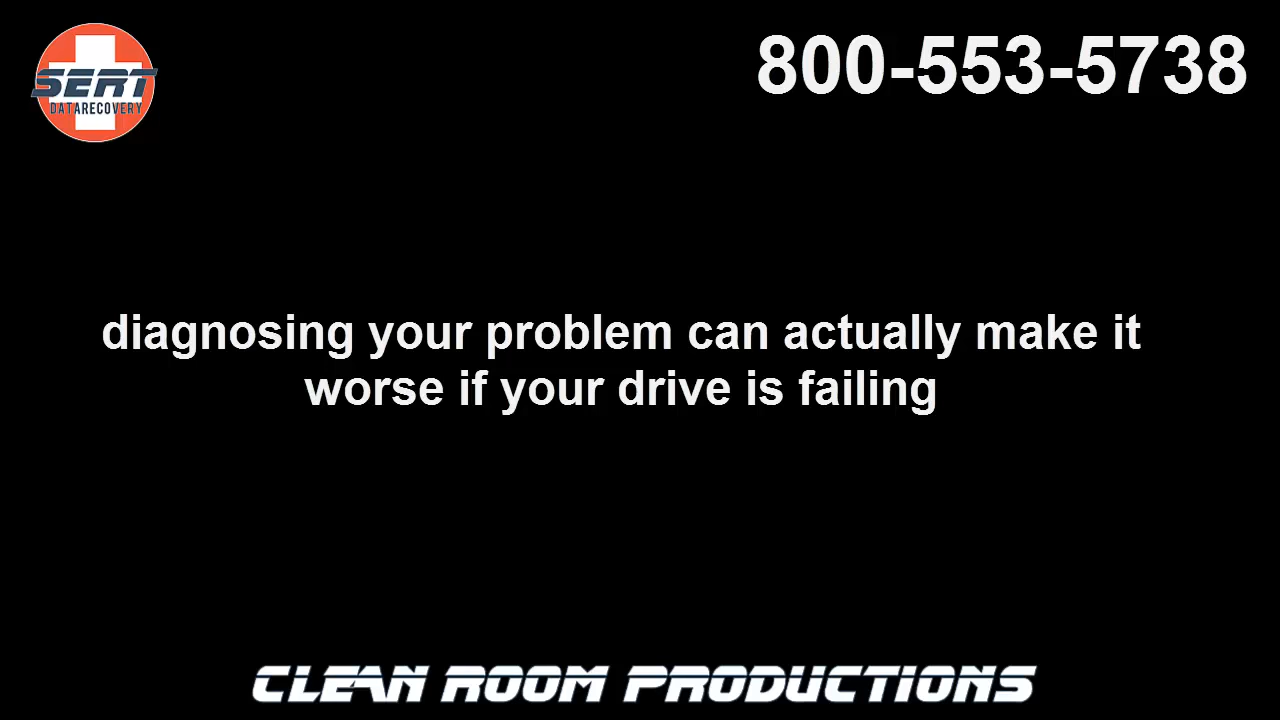 SERT
DATARECOVERY
800-553-5738
diagnosing your problem can actually make it
worse if your drive is failing
CLEAN ROOM PRODUCTIONS